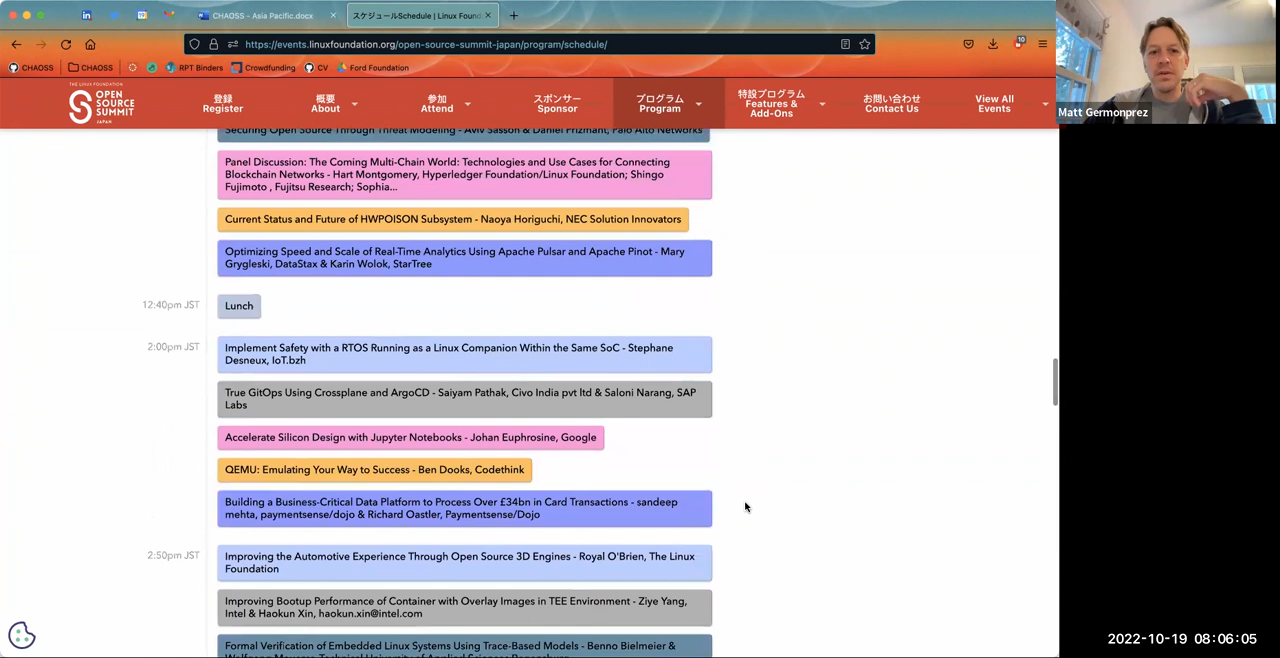 CHAOSS - Asia Pacific.docx
スケジュールSchedule | Linux Found
https://events.linuxfoundation.org/open-source-summit-japan/program/schedule/
10
CHAOSS
CHAOSS
RPT Binders
Crowdfunding
CV
Ford Foundation
THE LINUX FOUNDATION
OPEN SOURCE SUMMIT
JAPAN
登録
Register
概要
About
参加
Attend
スポンサー
Sponsor
プログラム
Program
特設プログラム
Features &
Add-Ons
お問い合わせ
Contact Us
View All
Events
Matt Germonprez
Securing Open Source Through Threat Modeling - Aviv Sasson & Daniel Prizmant, Palo Alto Networks
Panel Discussion: The Coming Multi-Chain World: Technologies and Use Cases for Connecting
Blockchain Networks - Hart Montgomery, Hyperledger Foundation/Linux Foundation; Shingo
Fujimoto , Fujitsu Research; Sophia...
Current Status and Future of HWPOISON Subsystem - Naoya Horiguchi, NEC Solution Innovators
Optimizing Speed and Scale of Real-Time Analytics Using Apache Pulsar and Apache Pinot - Mary
Grygleski, DataStax & Karin Wolok, StarTree
12:40pm JST
Lunch
2:00pm JST
Implement Safety with a RTOS Running as a Linux Companion Within the Same SoC - Stephane
Desneux, IoT.bzh
True GitOps Using Crossplane and ArgoCD - Saiyam Pathak, Civo India pvt ltd & Saloni Narang, SAP
Labs
Accelerate Silicon Design with Jupyter Notebooks - Johan Euphrosine, Google
QEMU: Emulating Your Way to Success - Ben Dooks, Codethink
Building a Business-Critical Data Platform to Process Over £34bn in Card Transactions - sandeep
mehta, paymentsense/dojo & Richard Oastler, Paymentsense/Dojo
2:50pm JST
Improving the Automotive Experience Through Open Source 3D Engines - Royal O'Brien, The Linux
Foundation
Improving Bootup Performance of Container with Overlay Images in TEE Environment - Ziye Yang,
Intel & Haokun Xin, haokun.xin@intel.com
Formal Verification of Embedded Linux Systems Using Trace-Based Models - Benno Bielmeier &
2022-10-19 08:06:05